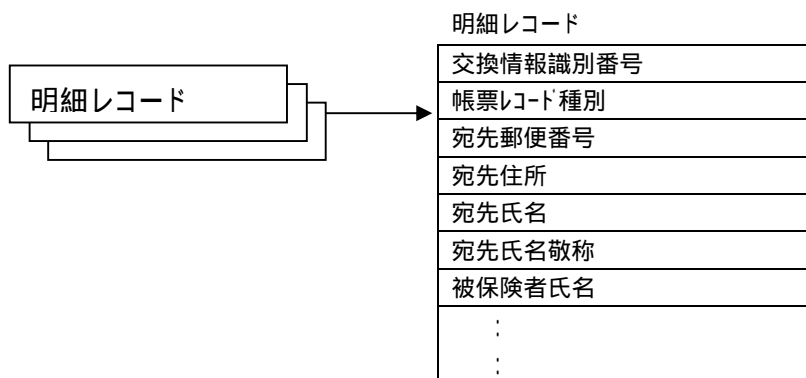 明細レコード
明細レコード
交換情報識別番号
帳票ﾚｺｰﾄﾞ種別
宛先郵便番号
宛先住所
宛先氏名
宛先氏名敬称
被保険者氏名
:
: